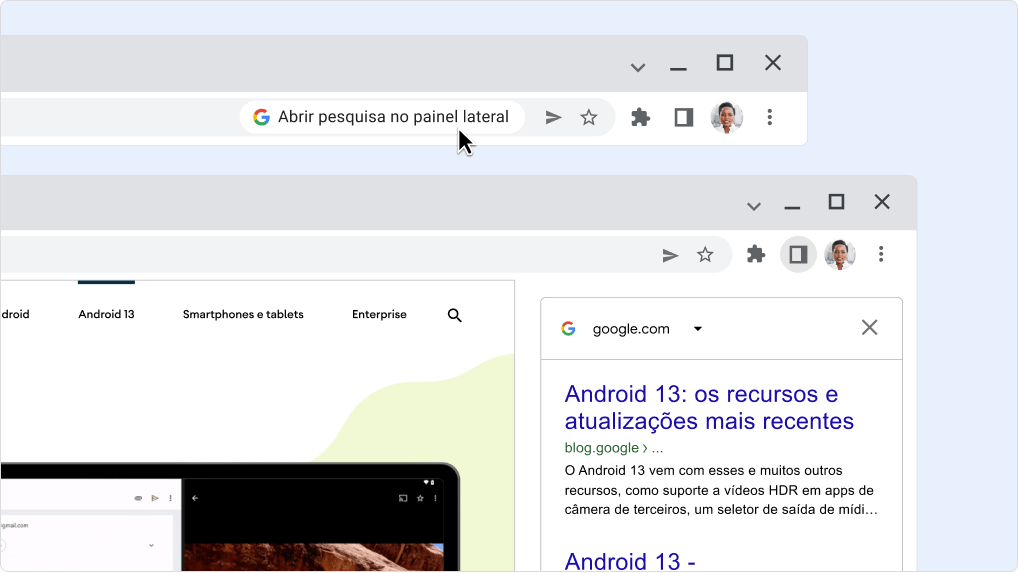 Abrir pesquisa no painel lateral
droid
Android 13
Smartphones e tablets
Enterprise
google.com
Android 13: os recursos e
atualizações mais recentes
blog.google › ...
O Android 13 vem com esses e muitos outros
recursos, como suporte a vídeos HDR em apps de
câmera de terceiros, um seletor de saída de mídi…
gmail.com
Android 13 -